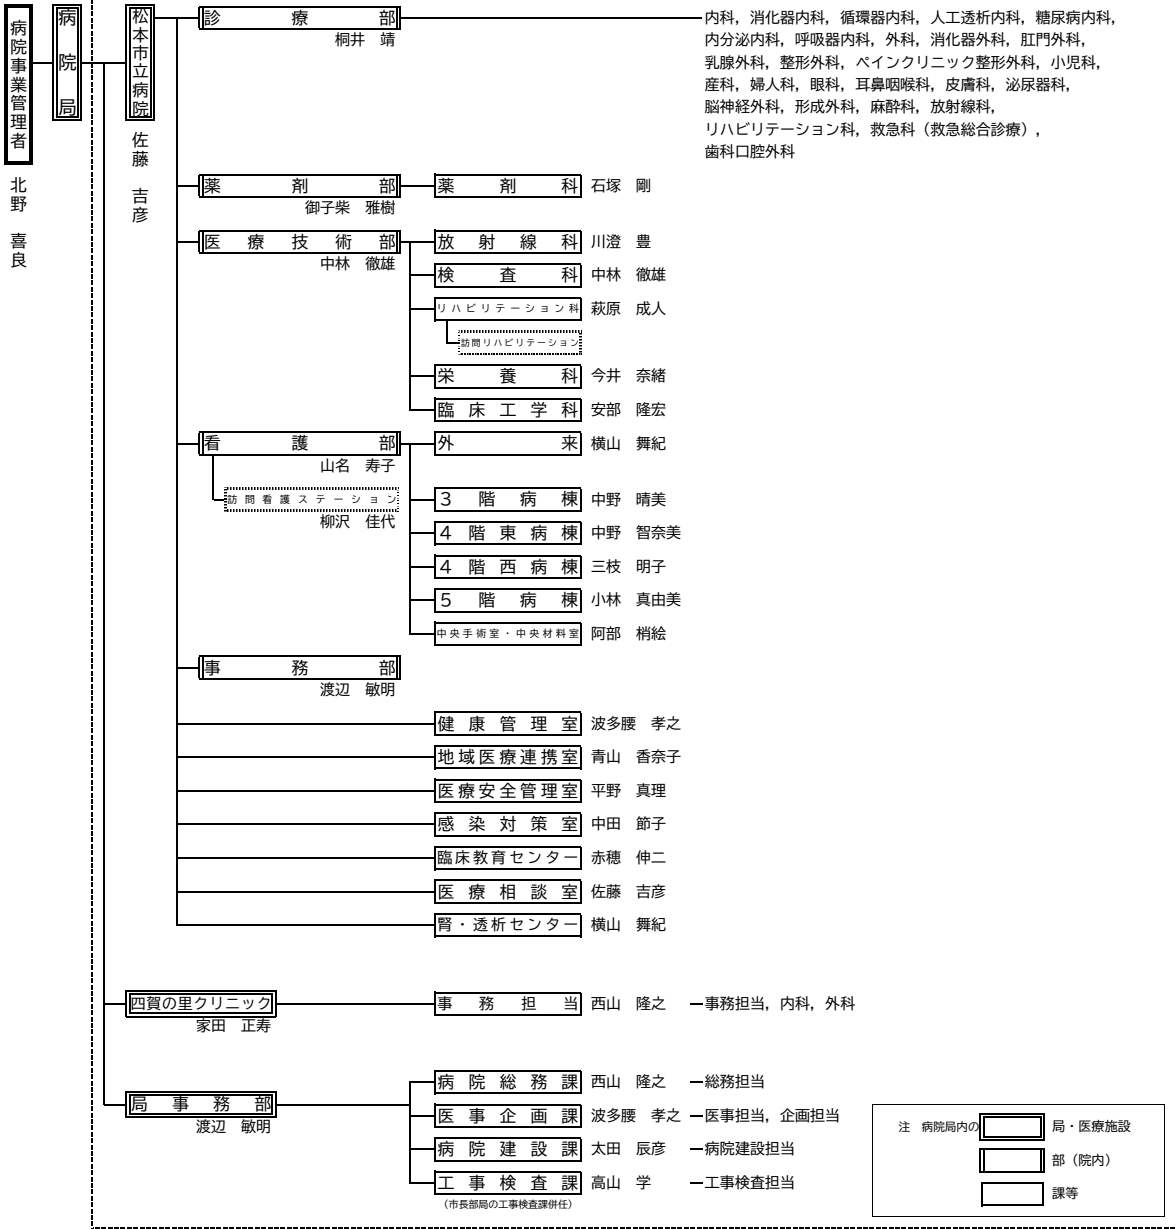 病院事業管理者
北野　喜良
病院局
松本市立病院
佐藤　吉彦
診療部
桐井　靖
内科，消化器内科，循環器内科，人工透析内科，糖尿病内科，
内分泌内科，呼吸器内科，外科，消化器外科，肛門外科，
乳腺外科，整形外科，ペインクリニック整形外科，小児科，
産科，婦人科，眼科，耳鼻咽喉科，皮膚科，泌尿器科，
脳神経外科，形成外科，麻酔科，放射線科，
リハビリテーション科，救急科（救急総合診療），
歯科口腔外科
薬剤部
御子柴　雅樹
薬剤科　石塚　剛
医療技術部
中林　徹雄
放射線科　川澄　豊
検査科　中林　徹雄
リハビリテーション科　萩原　成人
訪問リハビリテーション
栄養科　今井　奈緒
臨床工学科　安部　隆宏
看護部
山名　寿子
訪問看護ステーション
柳沢　佳代
外来　横山　舞紀
３階病棟　中野　晴美
４階東病棟　中野　智奈美
４階西病棟　三枝　明子
５階病棟　小林　真由美
中央手術室・中央材料室　阿部　梢絵
事務部
渡辺　敏明
健康管理室　波多腰　孝之
地域医療連携室　青山　香奈子
医療安全管理室　平野　真理
感染対策室　中田　節子
臨床教育センター　赤穂　伸二
医療相談室　佐藤　吉彦
腎・透析センター　横山　舞紀
四賀の里クリニック
家田　正寿
事務担当　西山　隆之　事務担当，内科，外科
局事務部
渡辺　敏明
病院総務課　西山　隆之　総務担当
医事企画課　波多腰　孝之　医事担当，企画担当
病院建設課　太田　辰彦　病院建設担当
工事検査課　高山　学　工事検査担当
（市長部局の工事検査課併任）
注　病院局内の　局・医療施設
部（院内）
課等